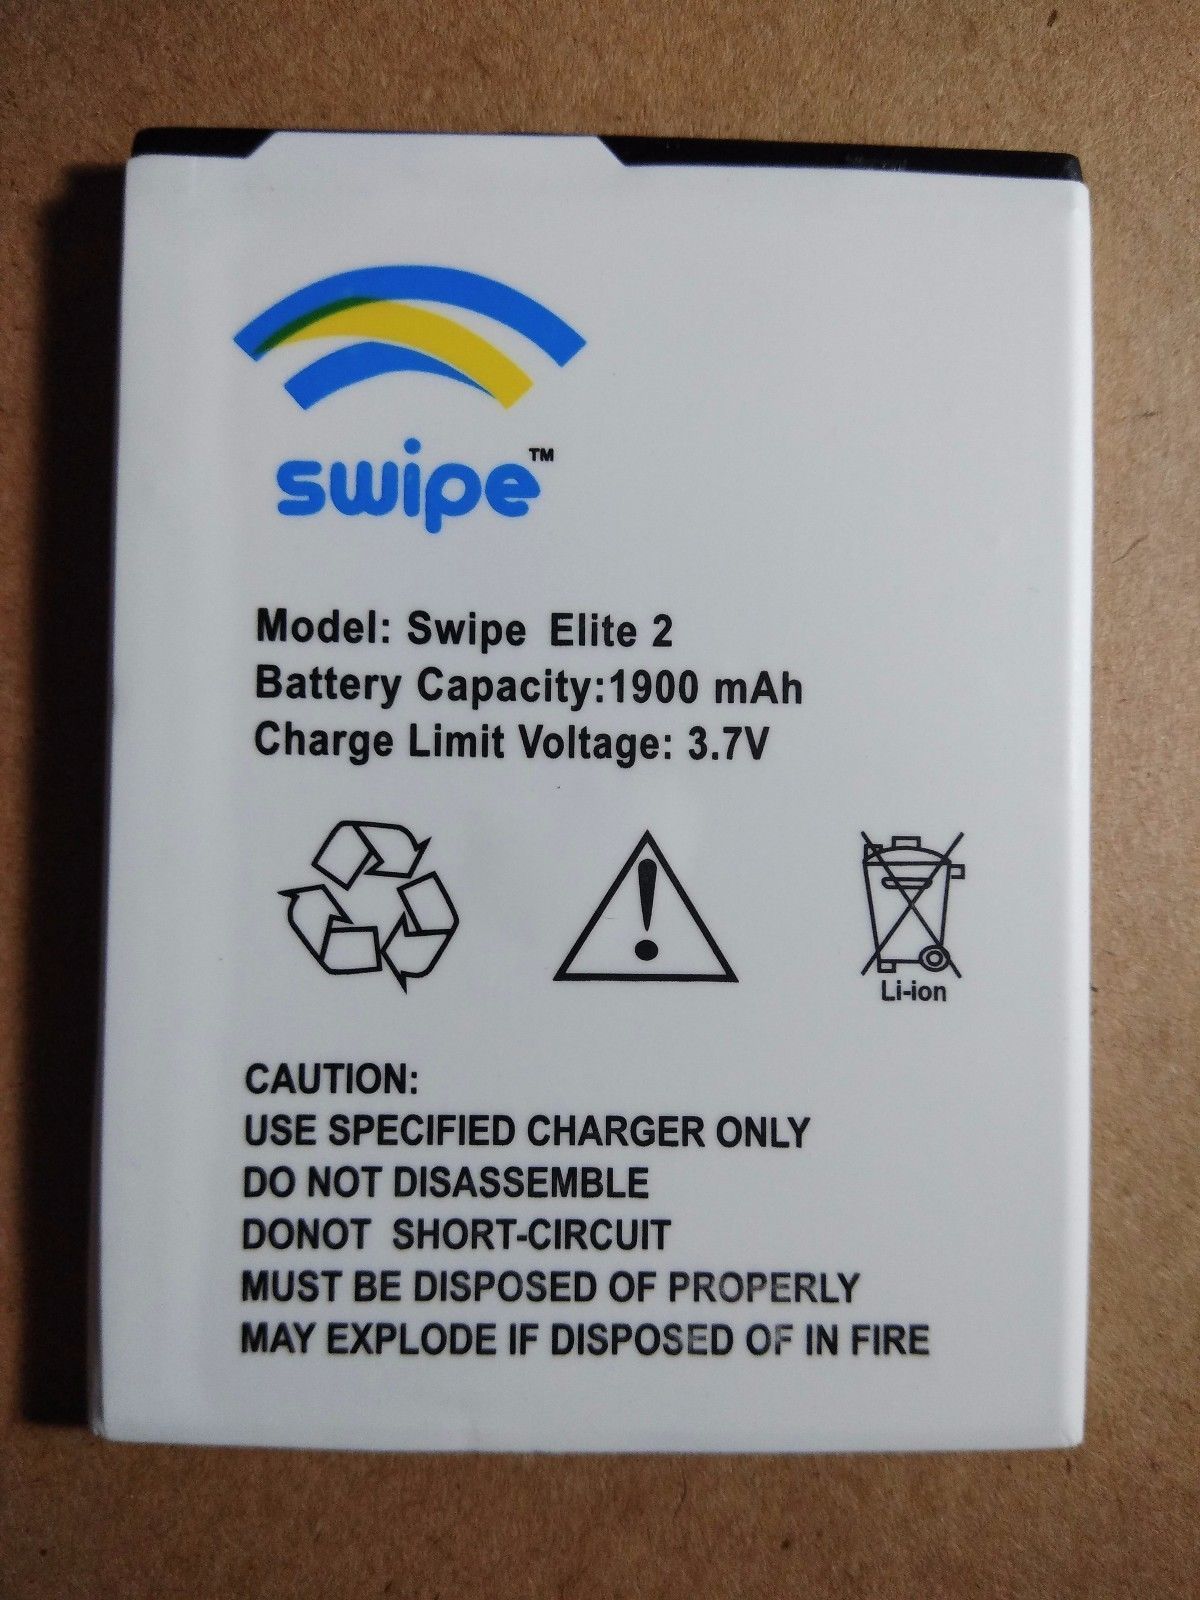 swipe™
Model: Swipe Elite 2
Battery Capacity:1900 mAh
Charge Limit Voltage: 3.7V
Li-ion
CAUTION:
USE SPECIFIED CHARGER ONLY
DO NOT DISASSEMBLE
DONOT SHORT-CIRCUIT
MUST BE DISPOSED OF PROPERLY
MAY EXPLODE IF DISPOSED OF IN FIRE